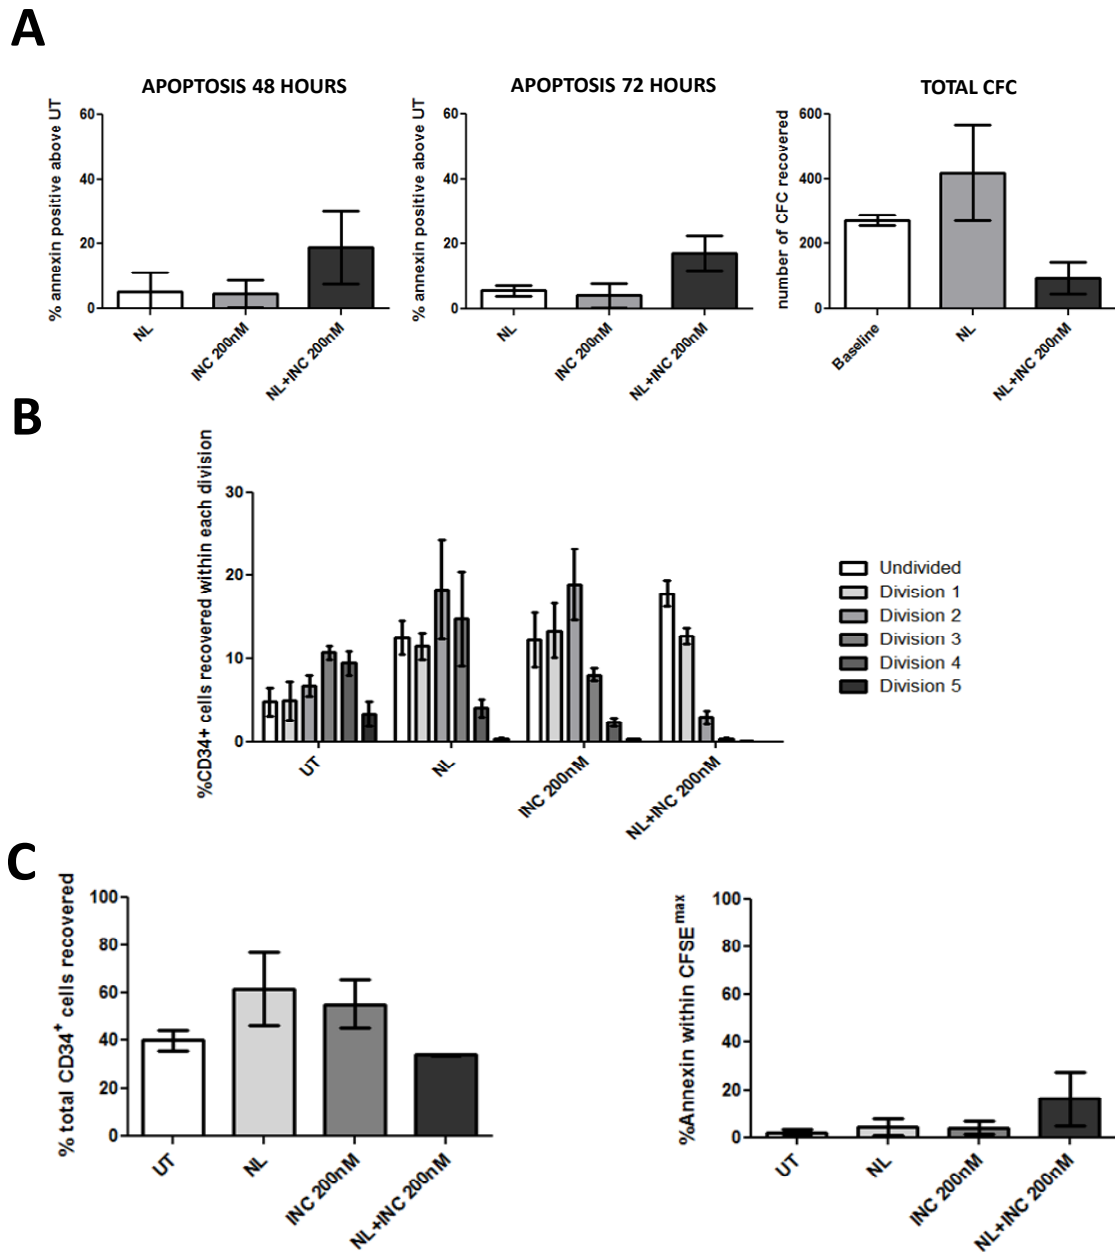 A
APOPTOSIS 48 HOURS
% annexin positive above UT
60
40
20
0
NL
INC 200nM
NL+INC 200nM
APOPTOSIS 72 HOURS
% annexin positive above UT
60
40
20
0
NL
INC 200nM
NL+INC 200nM
TOTAL CFC
number of CFC recovered
600
400
200
0
Baseline
NL
NL+INC 200nM
B
%CD34+ cells recovered within each division
30
20
10
0
UT
NL
INC 200nM
NL+INC 200nM
Undivided
Division 1
Division 2
Division 3
Division 4
Division 5
C
% total CD34+ cells recovered
100
80
60
40
20
0
UT
NL
INC 200nM
NL+INC 200nM
%Annexin within CFSEmax
100
80
60
40
20
0
UT
NL
INC 200nM
NL+INC 200nM